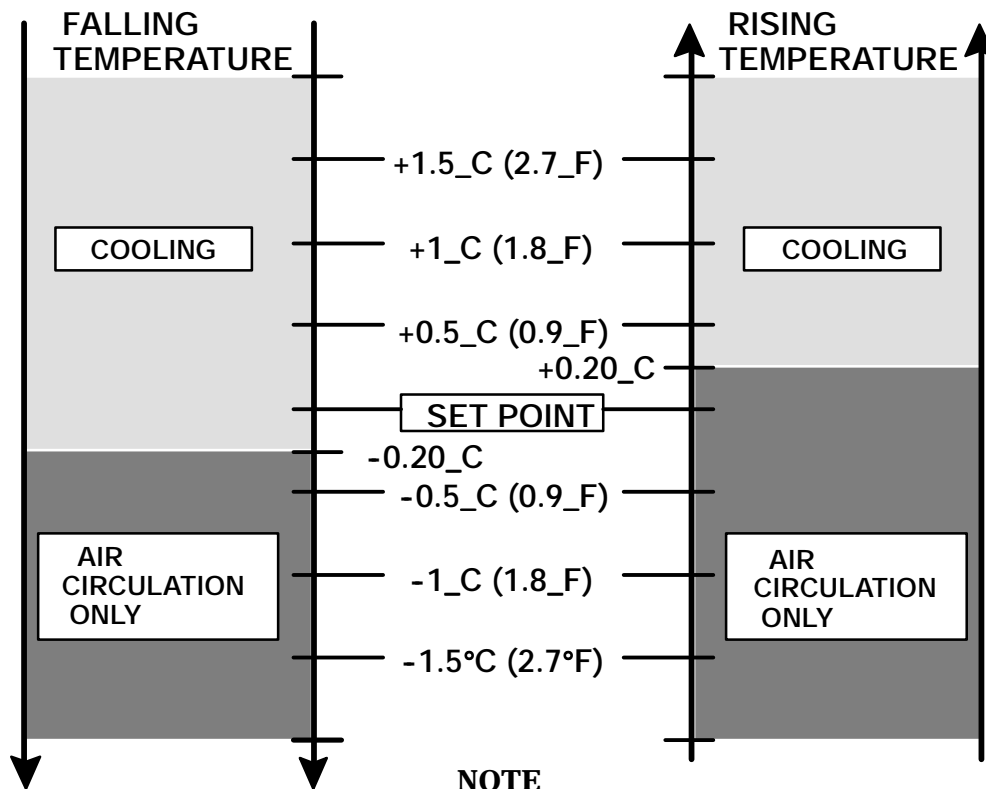 FALLING
TEMPERATURE
RISING
TEMPERATURE
+1.5_C (2.7_F)
COOLING
+1_C (1.8_F)
COOLING
+0.5_C (0.9_F)
+0.20_C
SET POINT
-0.20_C
-0.5_C (0.9_F)
AIR
CIRCULATION
ONLY
-1_C (1.8_F)
AIR
CIRCULATION
ONLY
-1.5°C (2.7°F)
NOTE